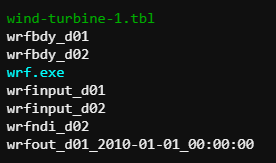 wind-turbine-1.tbl
wrfbdy_d01
wrfbdy_d02
wrf.exe
wrfinput_d01
wrfinput_d02
wrfndi_d02
wrfout_d01_2010-01-01_00:00:00